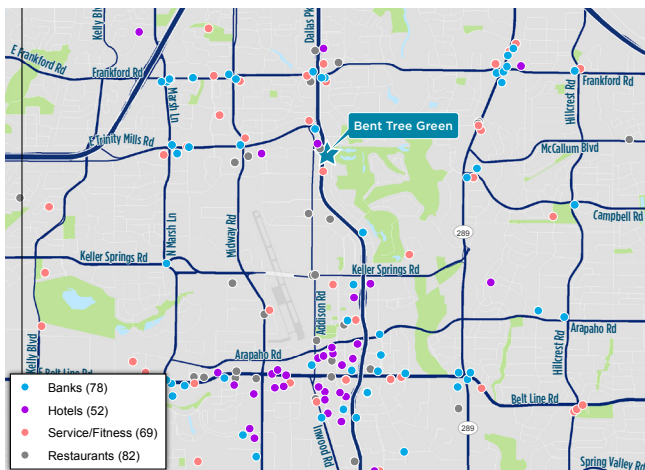 Kelly Blvd
Dallas Pk
E Frankford Rd
Frankford Rd
Marsh Ln
Hillcrest Rd
Frankford Rd
E Trinity Mills Rd
Bent Tree Green
McCallum Blvd
N Marsh Ln
Midway Rd
Campbell Rd
289
Keller Springs Rd
Keller Springs Rd
Addison Rd
Kelly Blvd
Arapaho Rd
Arapaho Rd
Hillcrest Rd
E Belt Line Rd
Belt Line Rd
Inwood Rd
289
Spring Valley Rd
Banks (78)
Hotels (52)
Service/Fitness (69)
Restaurants (82)